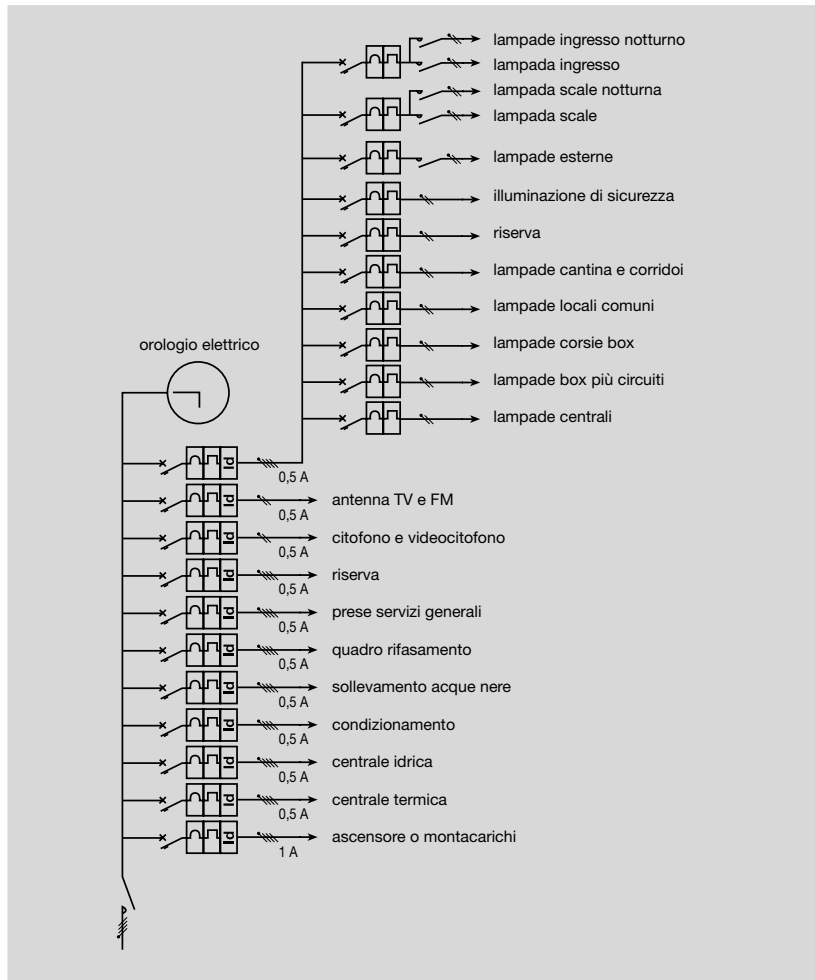 lampade ingresso notturno
lampada ingresso
lampada scale notturna
lampada scale
lampade esterne
illuminazione di sicurezza
riserva
lampade cantina e corridoi
lampade locali comuni
lampade corsie box
lampade box più circuiti
lampade centrali
orologio elettrico
Id
0,5 A
Id
antenna TV e FM
0,5 A
Id
citofono e videocitofono
0,5 A
Id
riserva
0,5 A
Id
prese servizi generali
0,5 A
Id
quadro rifasamento
0,5 A
Id
sollevamento acque nere
0,5 A
Id
condizionamento
0,5 A
Id
centrale idrica
0,5 A
Id
centrale termica
0,5 A
Id
ascensore o montacarichi
1 A